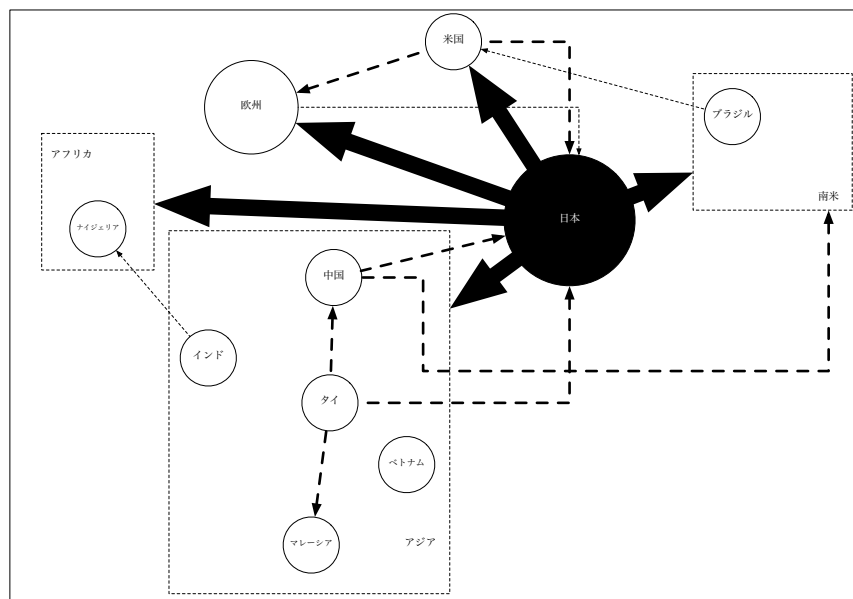 米国
欧州
ブラジル
アフリカ
南米
日本
ナイジェリア
中国
インド
タイ
ベトナム
マレーシア
アジア